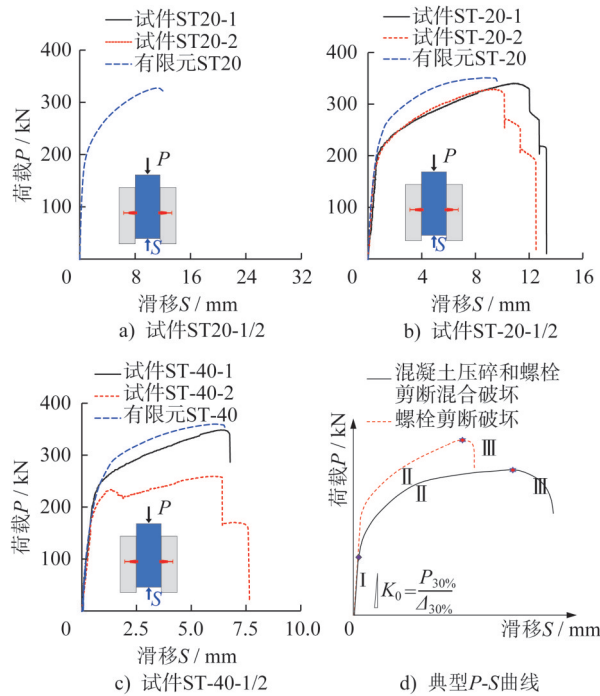 试件ST20-1
试件ST20-2
有限元ST20
400
300
200
100
0
8
16
24
32
荷载P / kN
P
S
滑移S / mm
a) 试件ST20-1/2
试件ST-20-1
试件ST-20-2
有限元ST-20
400
300
200
100
0
4
8
12
16
荷载P / kN
P
S
滑移S / mm
b) 试件ST-20-1/2
试件ST-40-1
试件ST-40-2
有限元ST-40
400
300
200
100
0
2.5
5.0
7.5
10.0
荷载P / kN
P
S
滑移S / mm
c) 试件ST-40-1/2
混凝土压碎和螺栓
剪断混合破坏
螺栓剪断破坏
荷载P / kN
Ⅲ
Ⅱ
Ⅱ
Ⅲ
Ⅰ
K₀=P30%/Δ30%
0
滑移S / mm
d) 典型P-S曲线